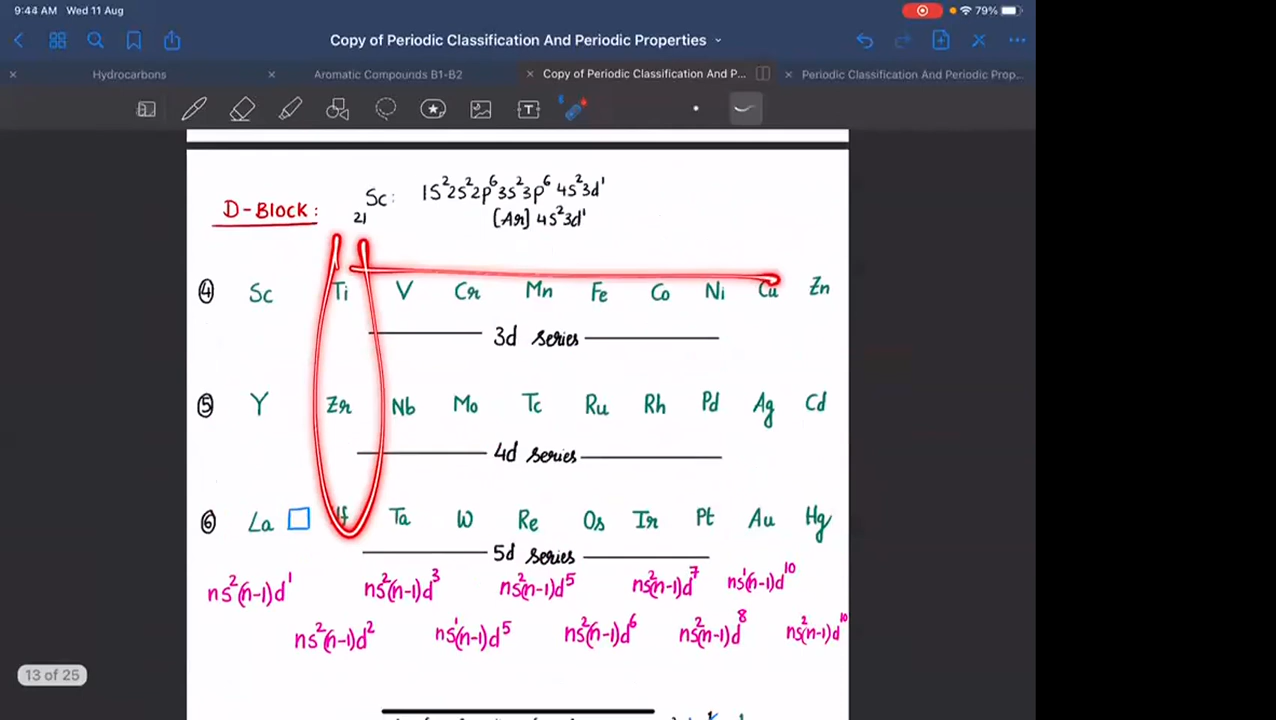 9:44 AM Wed 11 Aug 79%
Copy of Periodic Classification And Periodic Properties
Hydrocarbons Aromatic Compounds B1-B2 Copy of Periodic Classification And P... Periodic Classification And Periodic Prop...
D-Block: Sc: 1s²2s²2p⁶3s²3p⁶4s²3d¹
21 [Ar] 4s²3d¹
④ Sc Ti V Cr Mn Fe Co Ni Cu Zn
3d series
⑤ Y Zr Nb Mo Tc Ru Rh Pd Ag Cd
4d series
⑥ La Hf Ta W Re Os Ir Pt Au Hg
5d series
ns²(n-1)d¹ ns²(n-1)d³ ns²(n-1)d⁵ ns²(n-1)d⁷ ns¹(n-1)d¹⁰
ns²(n-1)d² ns¹(n-1)d⁵ ns²(n-1)d⁶ ns²(n-1)d⁸ ns²(n-1)d¹⁰
13 of 25